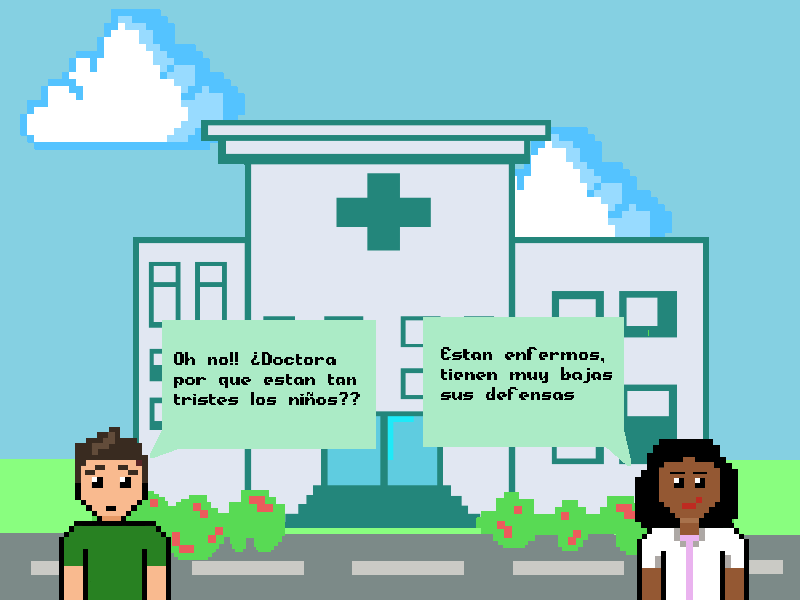 Oh no!! ¿Doctora
por que estan tan
tristes los niños??
Estan enfermos,
tienen muy bajas
sus defensas